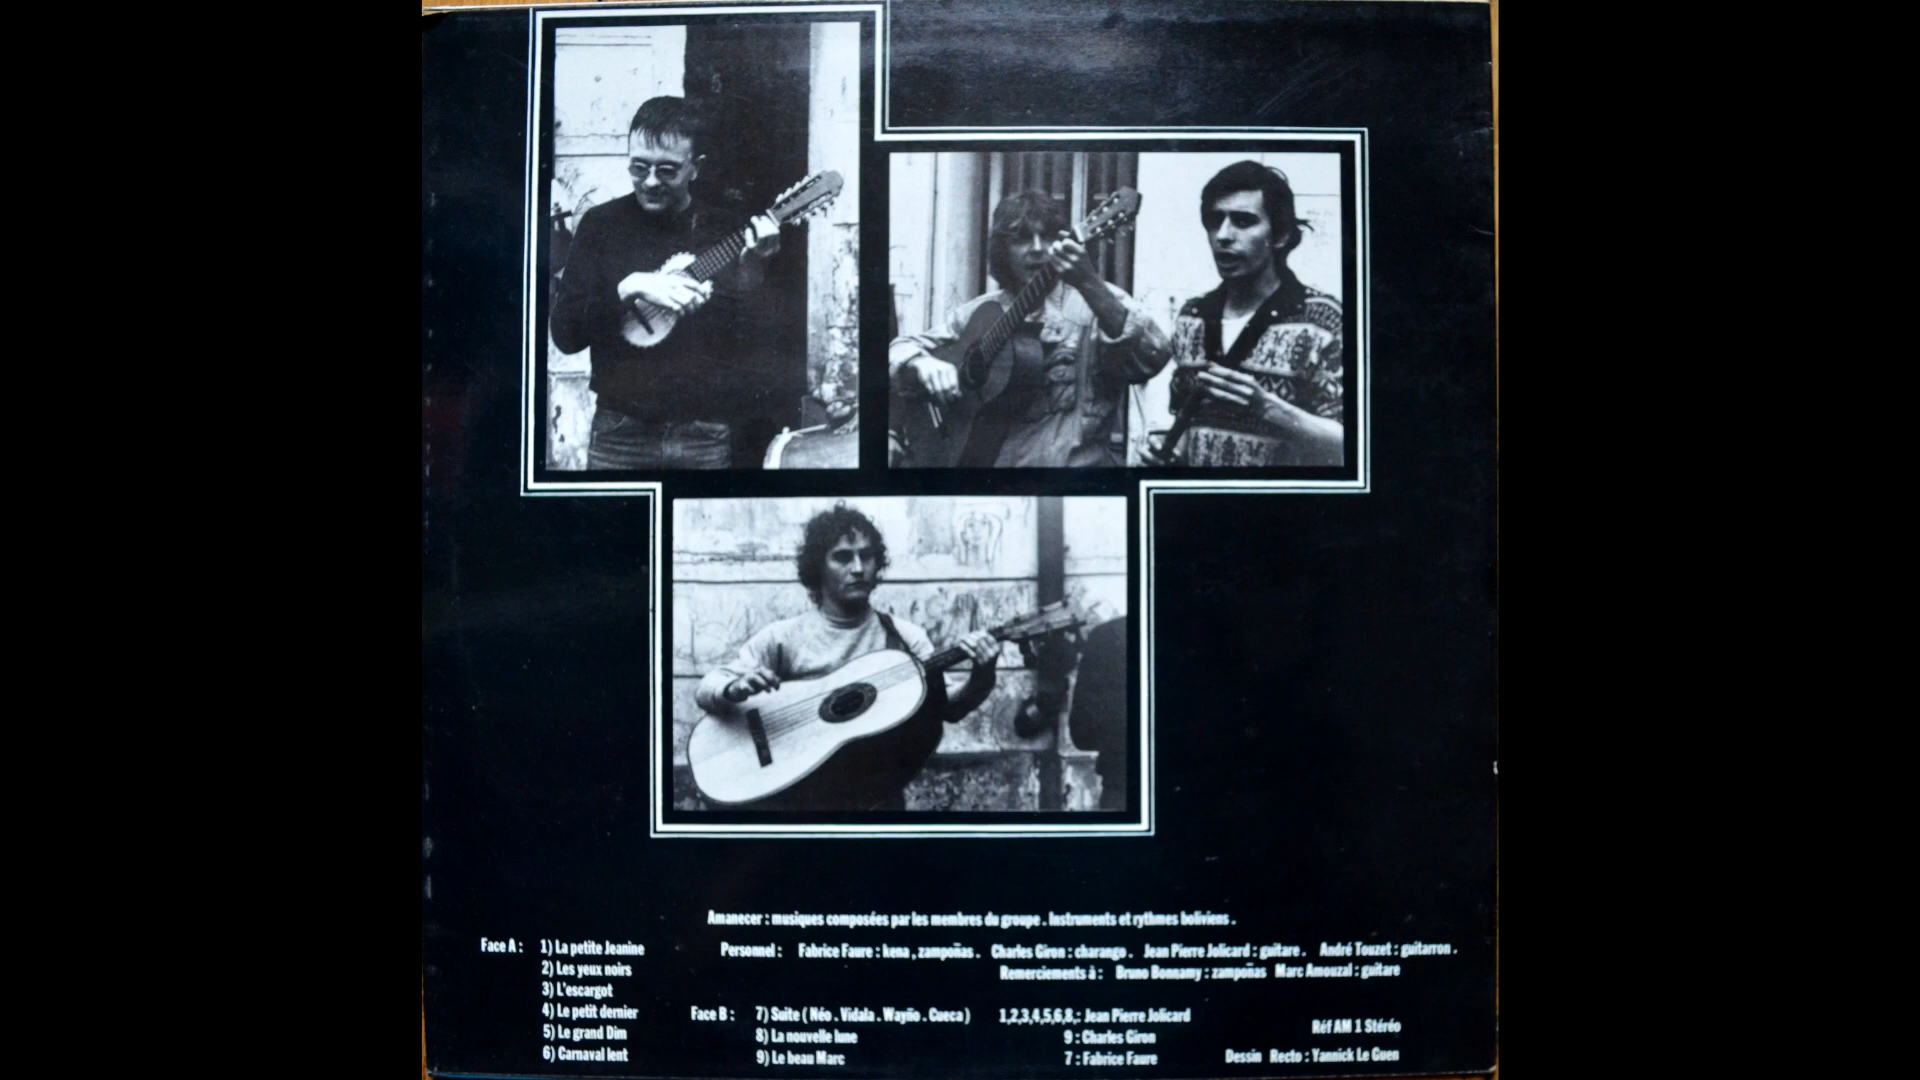 Amanecer : musiques composées par les membres du groupe . Instruments et rythmes boliviens .
Face A : 1) La petite Jeanine
2) Les yeux noirs
3) L'escargot
4) Le petit dernier
5) Le grand Dim
6) Carnaval lent
Personnel : Fabrice Faure : kena , zampoñas . Charles Giron : charango . Jean Pierre Jolicard : guitare . André Touzet : guitarron .
Remerciements à : Bruno Bonnamy : zampoñas Marc Amouzal : guitare
Face B : 7) Suite ( Néo . Vidala . Wayño . Cueca )
8) La nouvelle lune
9) Le beau Marc
1,2,3,4,5,6,8,: Jean Pierre Jolicard
9 : Charles Giron
7 : Fabrice Faure
Réf AM 1 Stéréo
Dessin Recto : Yannick Le Guen